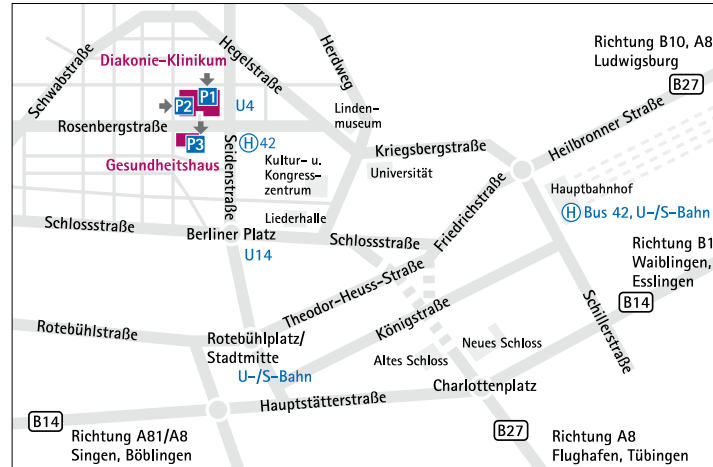 Schwabstraße
Hegelstraße
Herdweg
Diakonie-Klinikum
P1
P2
U4
Rosenbergstraße
P3
H 42
Gesundheitshaus
Seidenstraße
Linden-
museum
Kultur- u.
Kongress-
zentrum
Liederhalle
Kriegsbergstraße
Universität
Richtung B10, A8
Ludwigsburg
B27
Heilbronner Straße
Hauptbahnhof
H Bus 42, U-/S-Bahn
Friedrichstraße
Schlossstraße
Berliner Platz
U14
Schlossstraße
Richtung B1
Waiblingen,
Esslingen
B14
Schillerstraße
Theodor-Heuss-Straße
Königstraße
Rotebühlstraße
Rotebühlplatz/
Stadtmitte
U-/S-Bahn
Altes Schloss
Neues Schloss
Charlottenplatz
Hauptstätterstraße
B14
Richtung A81/A8
Singen, Böblingen
B27
Richtung A8
Flughafen, Tübingen